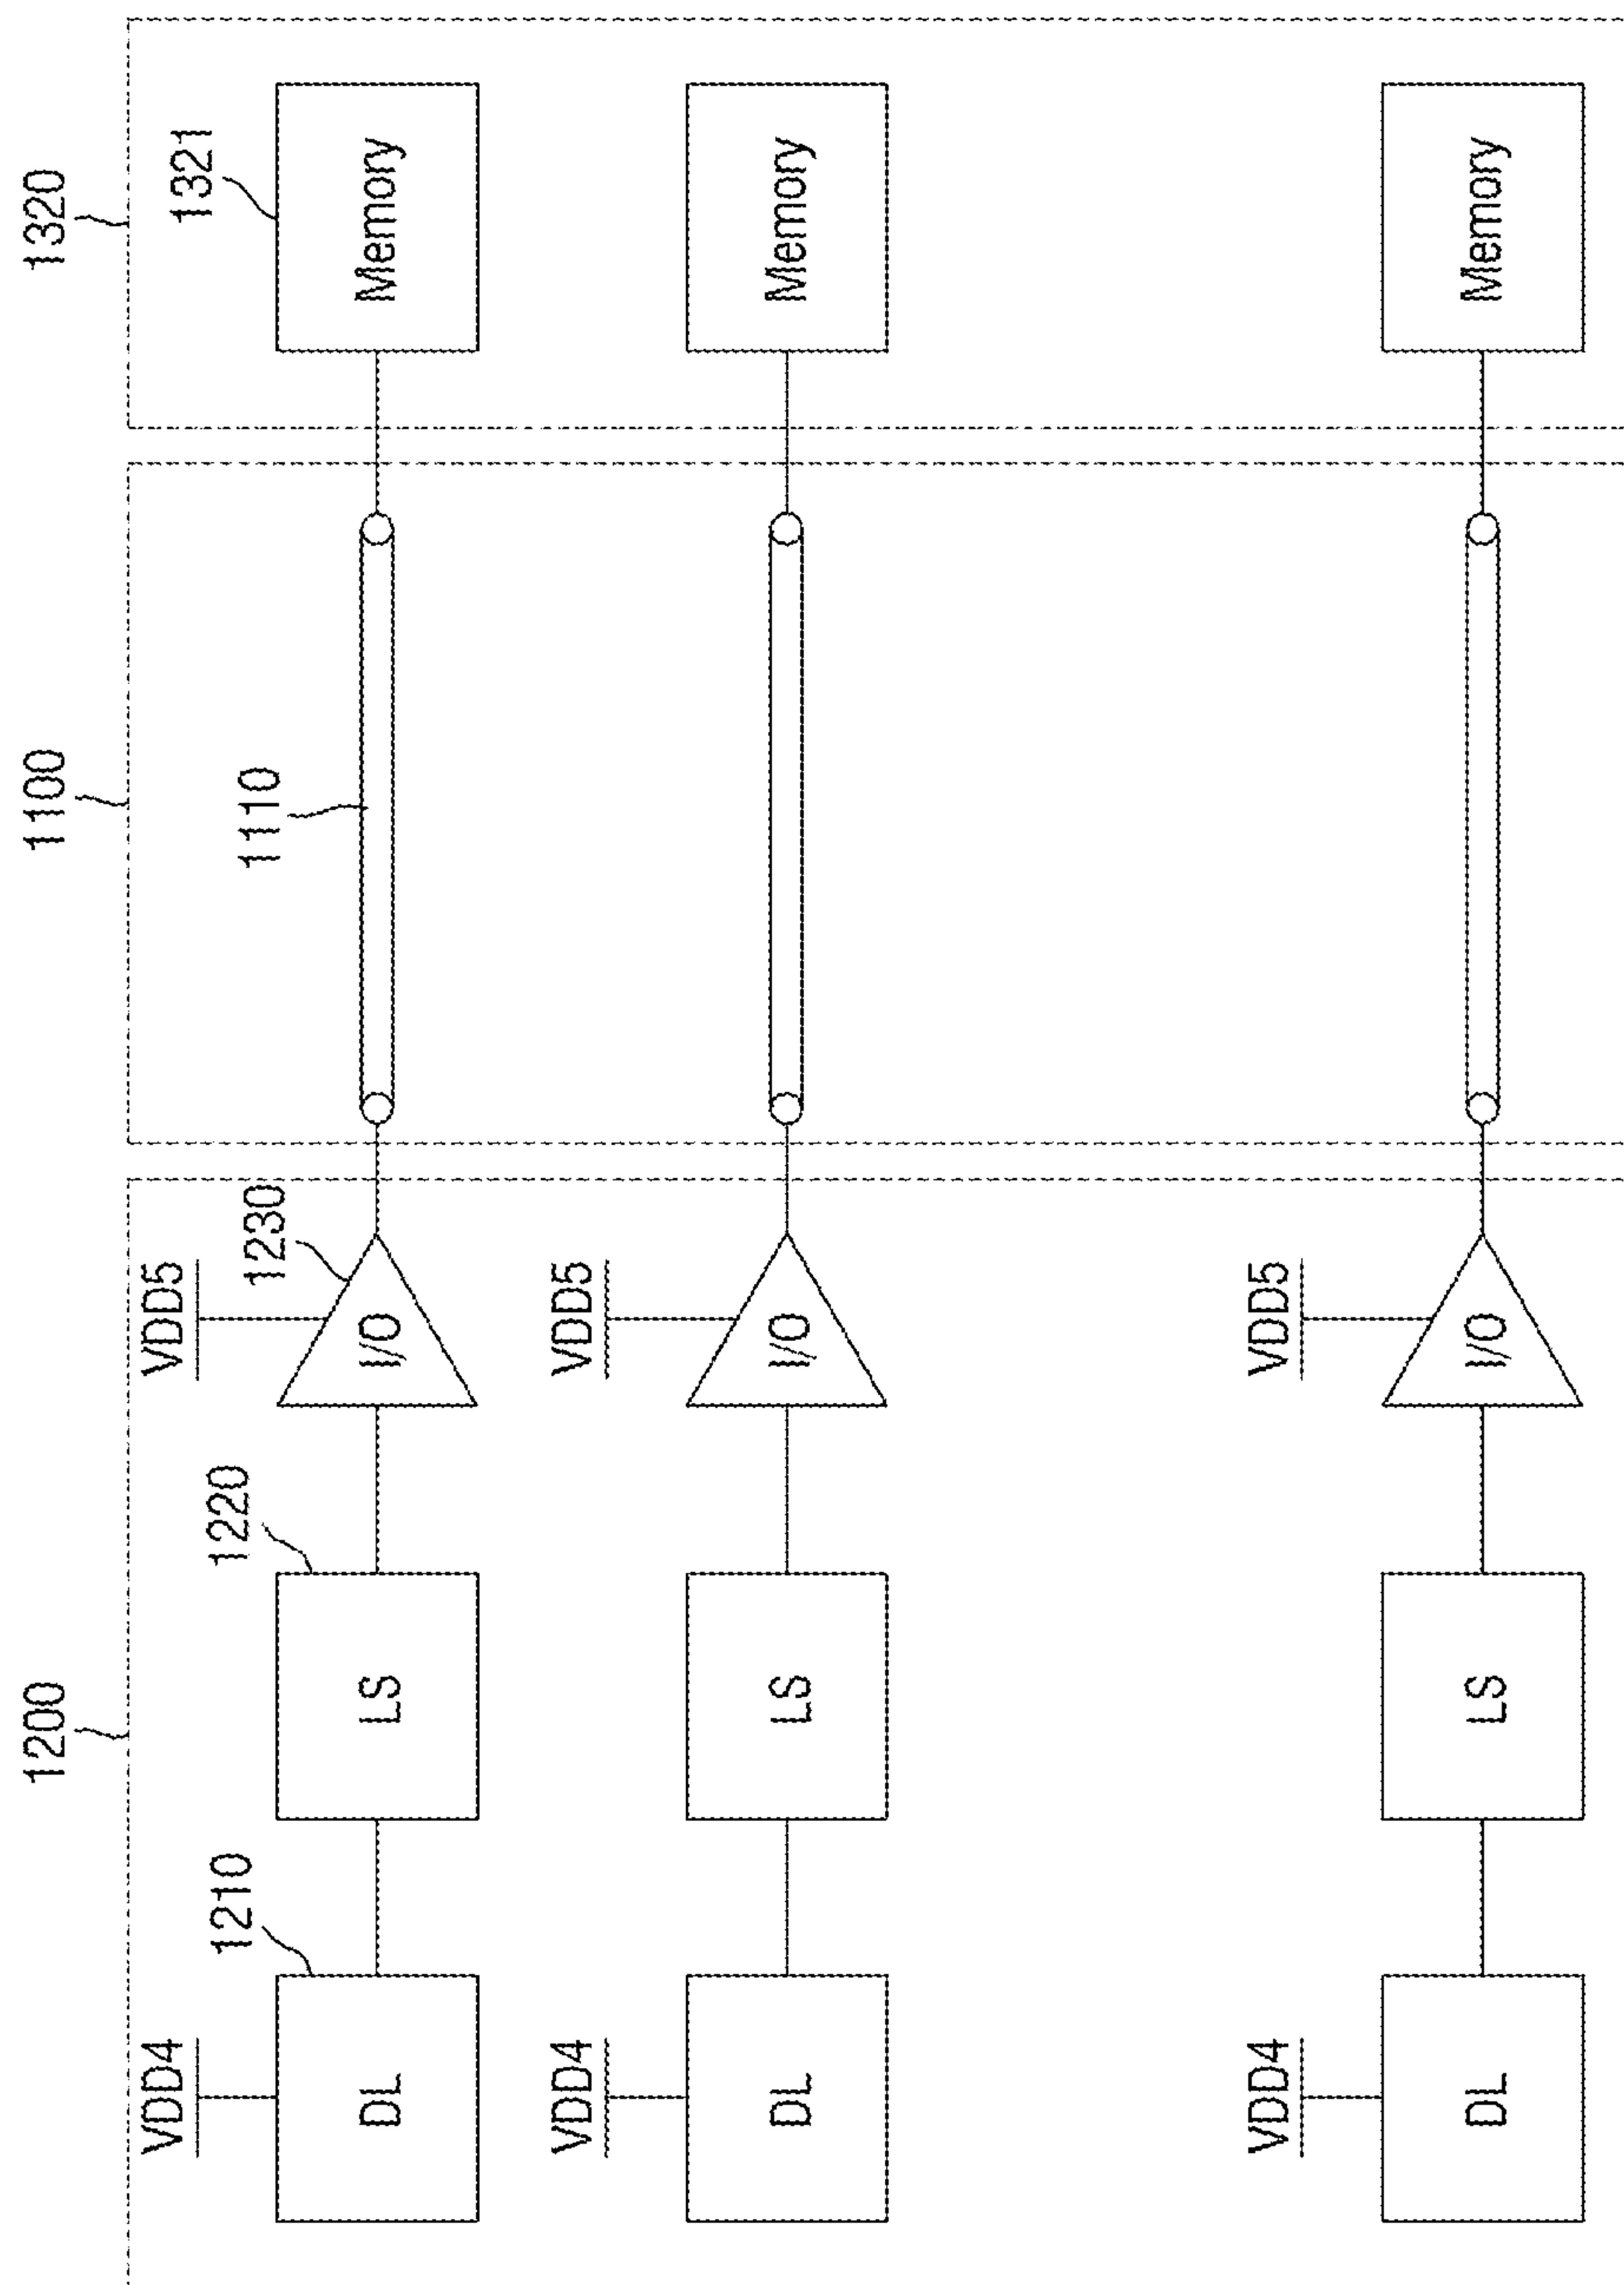 1200
1100
1320
VDD4
1210
1220
VDD5
1230
1110
1321
DL
LS
I/O
Memory
VDD4
VDD5
DL
LS
I/O
Memory
VDD4
VDD5
DL
LS
I/O
Memory